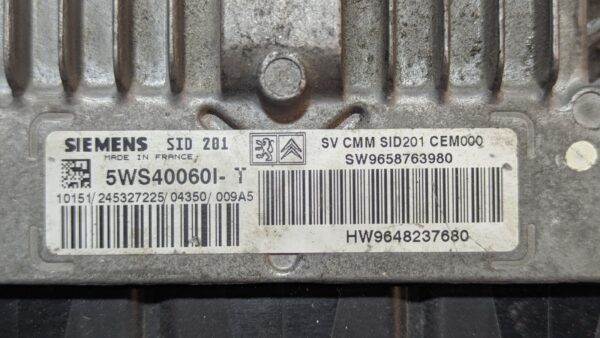 SIEMENS SID 201
MADE IN FRANCE
5WS40060I- T
10151/245327225/04350/009A5
SV CMM SID201 CEM000
SW9658763980
HW9648237680